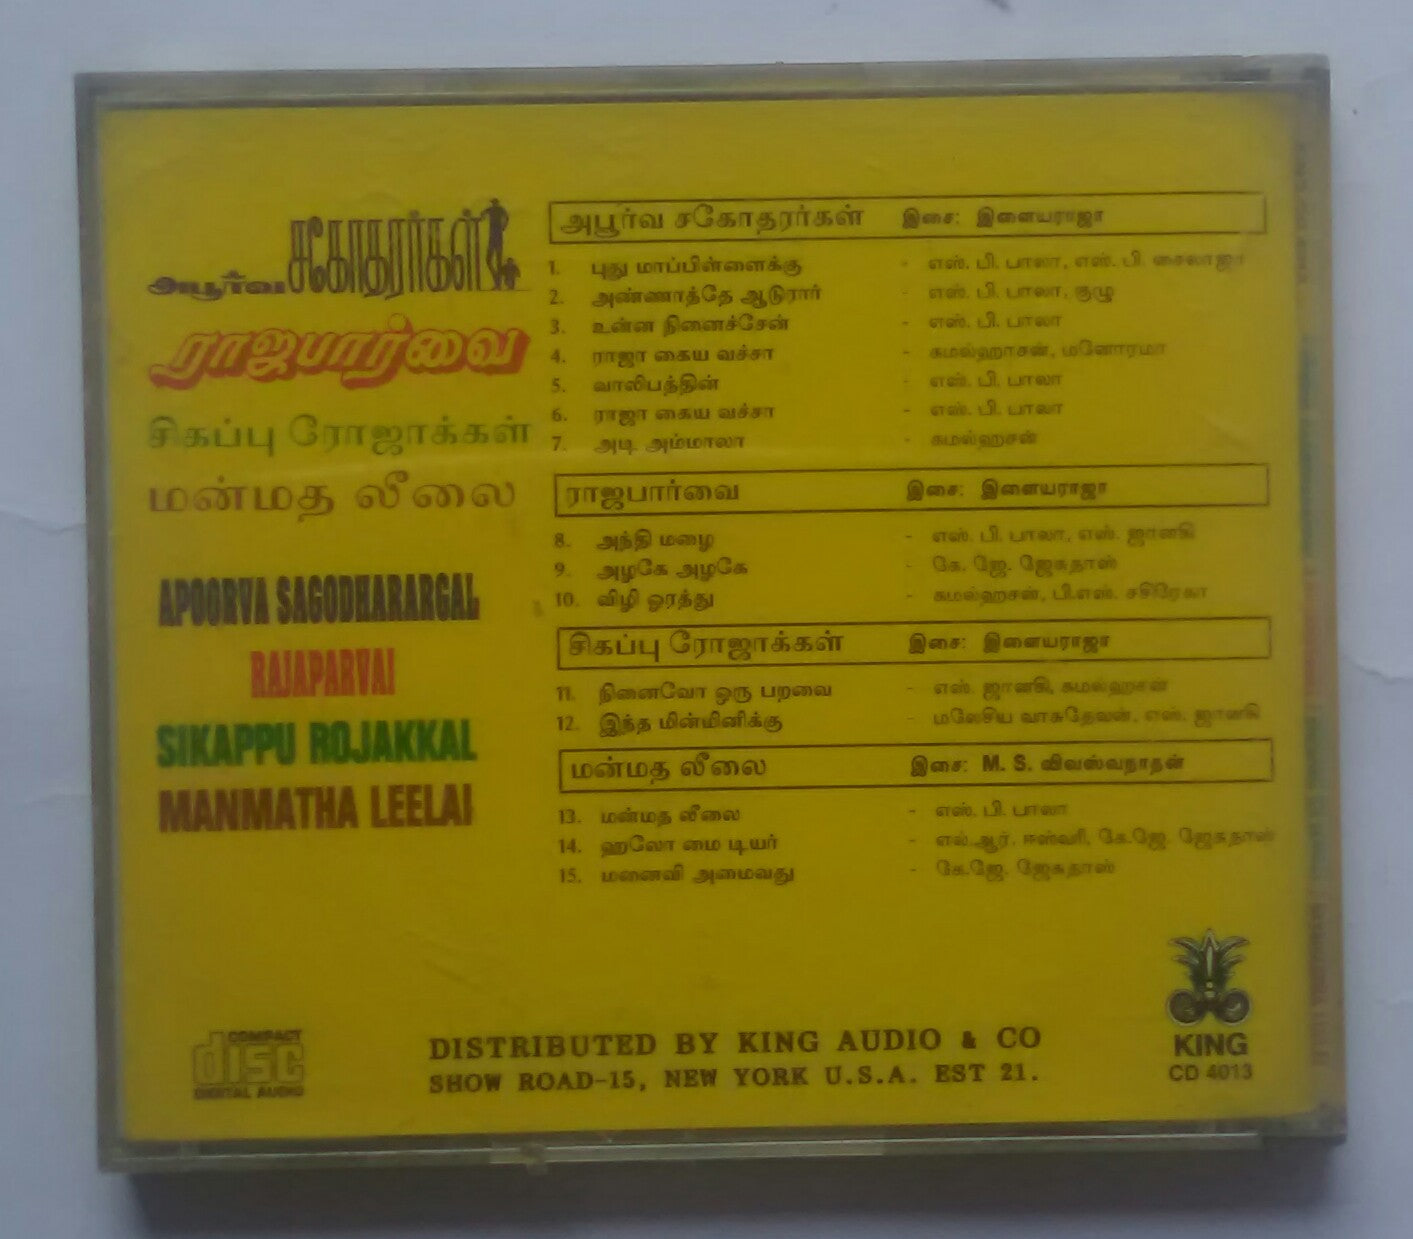 அபூர்வ சகோதரர்கள்
ராஜபார்வை
சிகப்பு ரோஜாக்கள்
மன்மத லீலை
APOORVA SAGODHARARGAL
RAJAPARVAI
SIKAPPU ROJAKKAL
MANMATHA LEELAI
அபூர்வ சகோதரர்கள் இசை: இளையராஜா
1. புது மாப்பிள்ளைக்கு - எஸ். பி. பாலா, எஸ். பி. சைலாஜா
2. அண்ணாத்தே ஆடுரார் - எஸ். பி. பாலா, குழு
3. உன்ன நினைச்சேன் - எஸ். பி. பாலா
4. ராஜா கைய வச்சா - கமல்ஹாசன், மனோரமா
5. வாலிபத்தின் - எஸ். பி. பாலா
6. ராஜா கைய வச்சா - எஸ். பி. பாலா
7. அடி அம்மாலா - கமல்ஹசன்
ராஜபார்வை இசை: இளையராஜா
8. அந்தி மழை - எஸ். பி. பாலா, எஸ். ஜானகி
9. அழகே அழகே - கே. ஜே. ஜேசுதாஸ்
10. விழி ஓரத்து - கமல்ஹசன், பி.எஸ். சசிரேகா
சிகப்பு ரோஜாக்கள் இசை: இளையராஜா
11. நினைவோ ஒரு பறவை - எஸ். ஜானகி, கமல்ஹசன்
12. இந்த மின்மினிக்கு - மலேசிய வாசுதேவன், எஸ். ஜானகி
மன்மத லீலை இசை: M. S. விஸ்வநாதன்
13. மன்மத லீலை - எஸ். பி. பாலா
14. ஹலோ மை டியர் - எல்.ஆர். ஈஸ்வரி, கே.ஜே. ஜேசுதாஸ்
15. மனைவி அமைவது - கே.ஜே. ஜேசுதாஸ்
COMPACT
disc
DIGITAL AUDIO
DISTRIBUTED BY KING AUDIO & CO
SHOW ROAD-15, NEW YORK U.S.A. EST 21.
KING
CD 4013